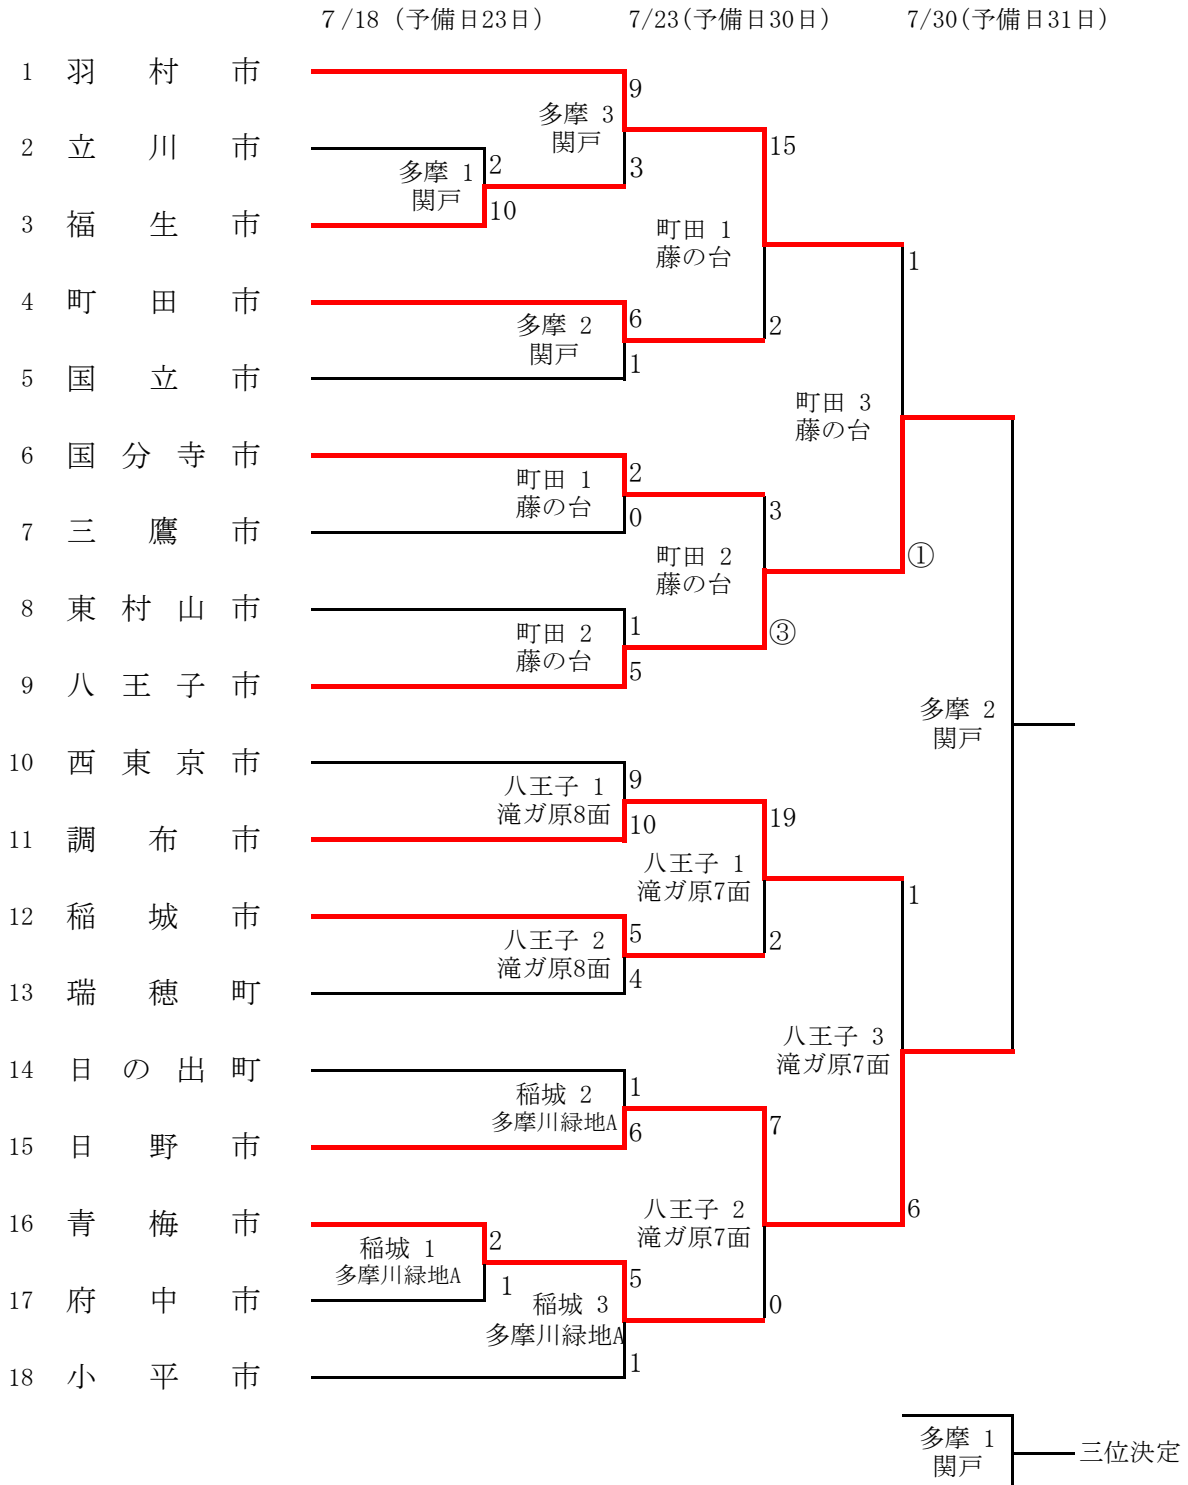 7/18 (予備日23日) 7/23(予備日30日) 7/30(予備日31日)
1 羽村市
9
多摩 3
関戸
15
2 立川市
2
多摩 1
関戸
3
10
3 福生市
町田 1
藤の台
1
4 町田市
6
多摩 2
関戸
2
1
5 国立市
町田 3
藤の台
6 国分寺市
2
町田 1
藤の台
3
0
7 三鷹市
町田 2
藤の台
①
8 東村山市
1
町田 2
藤の台
③
5
9 八王子市
多摩 2
関戸
10 西東京市
9
八王子 1
滝ガ原8面
19
10
11 調布市
八王子 1
滝ガ原7面
1
12 稲城市
5
八王子 2
滝ガ原8面
2
4
13 瑞穂町
八王子 3
滝ガ原7面
14 日の出町
1
稲城 2
多摩川緑地A
7
6
15 日野市
八王子 2
滝ガ原7面
6
16 青梅市
2
稲城 1
多摩川緑地A
5
1
17 府中市
稲城 3
多摩川緑地A
0
1
18 小平市
多摩 1
関戸
三位決定